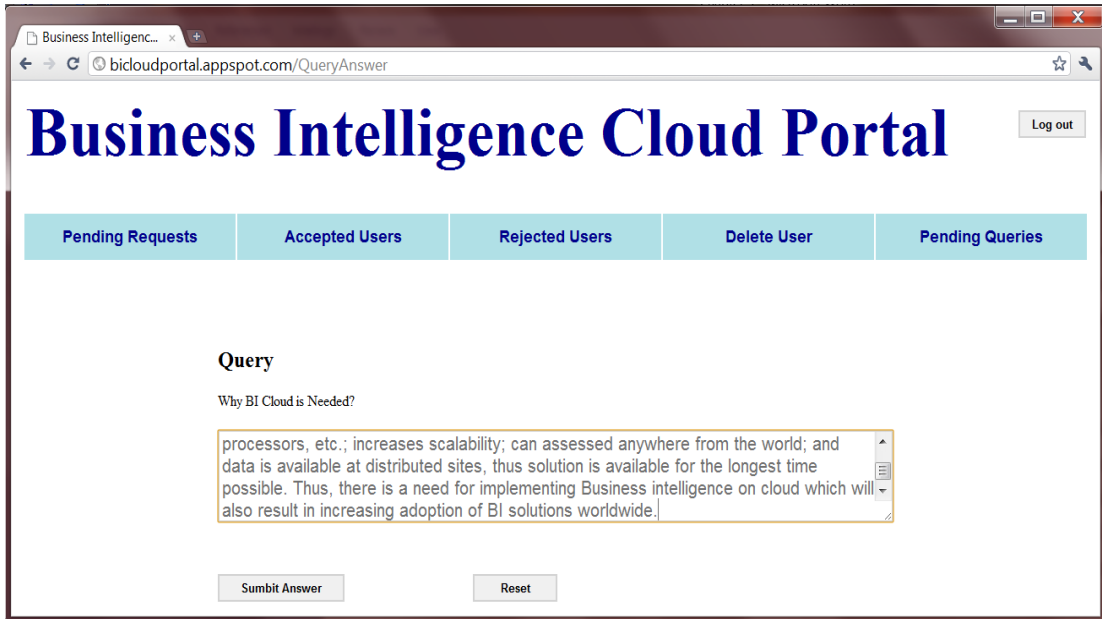 Business Intelligenc...
bicloudportal.appspot.com/QueryAnswer
Business Intelligence Cloud Portal
Log out
Pending Requests Accepted Users Rejected Users Delete User Pending Queries
Query
Why BI Cloud is Needed?
processors, etc.; increases scalability; can assessed anywhere from the world; and
data is available at distributed sites, thus solution is available for the longest time
possible. Thus, there is a need for implementing Business intelligence on cloud which will
also result in increasing adoption of BI solutions worldwide.
Sumbit Answer Reset